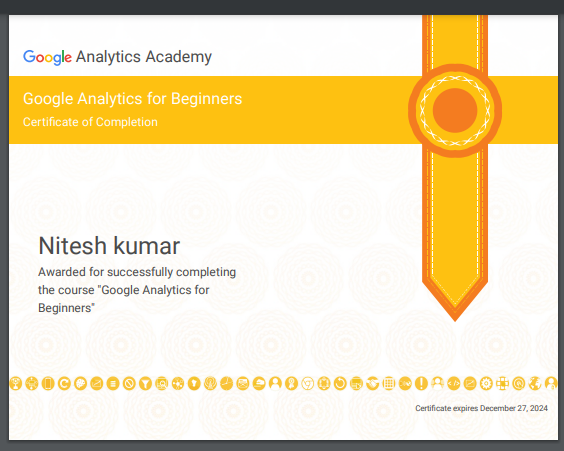 Google Analytics Academy
Google Analytics for Beginners
Certificate of Completion
Nitesh kumar
Awarded for successfully completing
the course "Google Analytics for
Beginners"
Certificate expires December 27, 2024